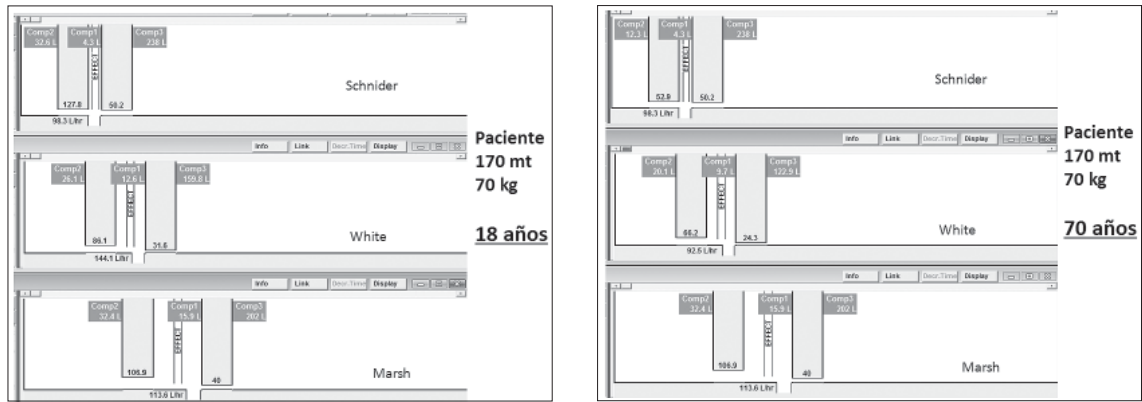 Comp2
32.6 L
Comp1
4.3 L
Comp3
238 L
EFFECT
127.8
50.2
98.3 L/hr
Schnider
Info
Link
Decr.Time
Display
Comp2
26.1 L
Comp1
12.6 L
Comp3
159.8 L
EFFECT
86.1
31.6
144.1 L/hr
White
Info
Link
Decr.Time
Display
Comp2
32.4 L
Comp1
15.9 L
Comp3
202 L
EFFECT
106.9
40
113.6 L/hr
Marsh
Paciente
170 mt
70 kg
18 años
Comp2
12.3 L
Comp1
4.3 L
Comp3
238 L
EFFECT
52.9
50.2
98.3 L/hr
Schnider
Info
Link
Decr.Time
Display
Comp2
20.1 L
Comp1
9.7 L
Comp3
122.9 L
EFFECT
66.2
24.3
92.5 L/hr
White
Info
Link
Decr.Time
Display
Comp2
32.4 L
Comp1
15.9 L
Comp3
202 L
EFFECT
106.9
40
113.6 L/hr
Marsh
Paciente
170 mt
70 kg
70 años